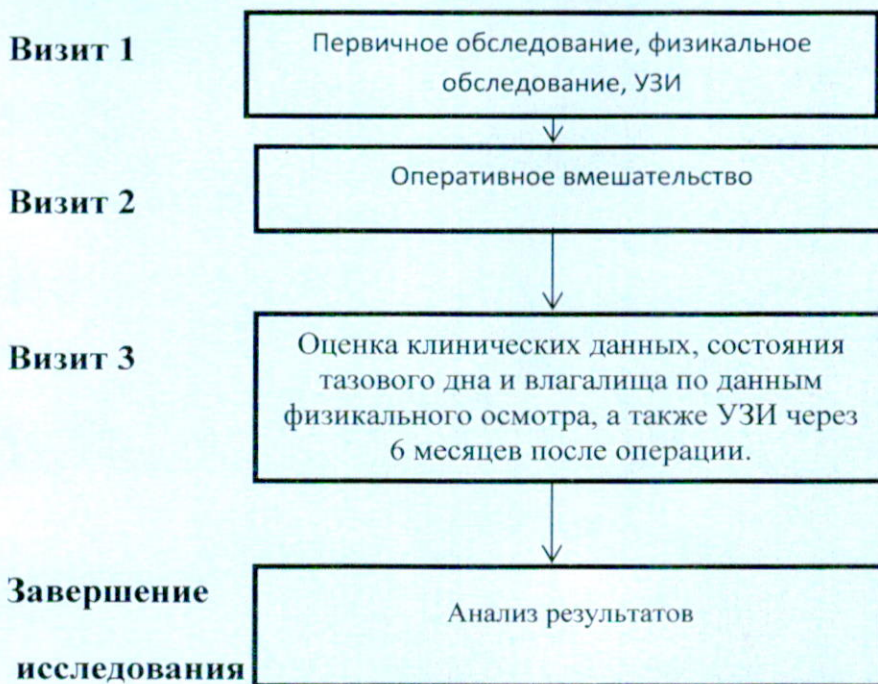 Визит 1
Первичное обследование, физикальное
обследование, УЗИ
Визит 2
Оперативное вмешательство
Визит 3
Оценка клинических данных, состояния
тазового дна и влагалища по данным
физикального осмотра, а также УЗИ через
6 месяцев после операции.
Завершение
исследования
Анализ результатов